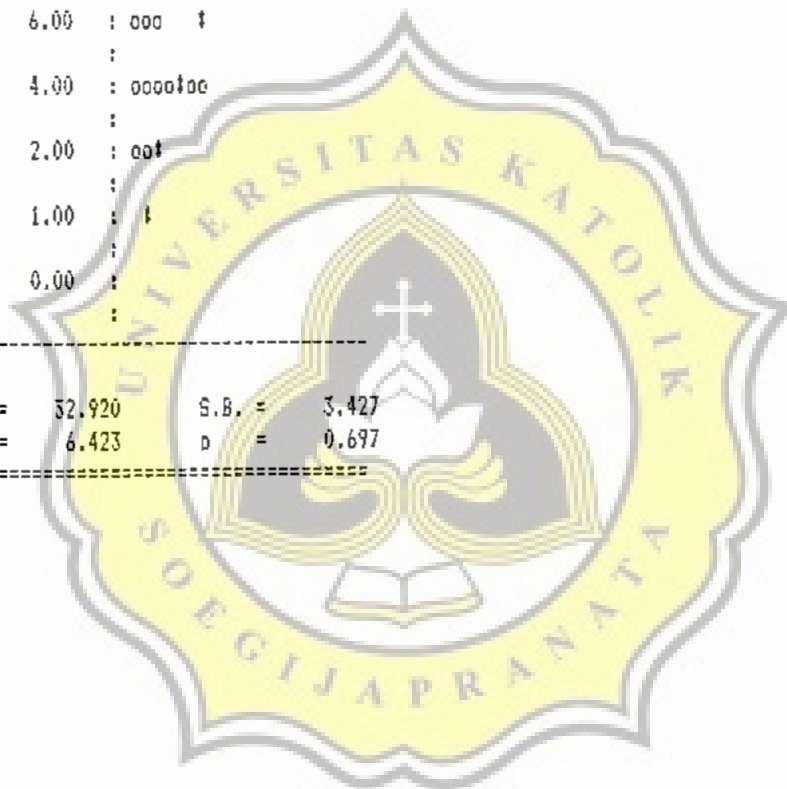 6.00 : ooo *
:
4.00 : oooo*oo
:
2.00 : oo*
:
1.00 : *
:
0.00 :
:
--------------------------------
= 32.920 S.B. = 3.427
= 6.423 p = 0.697
================================
UNIVERSITAS KATOLIK
SOEGIJAPRANATA